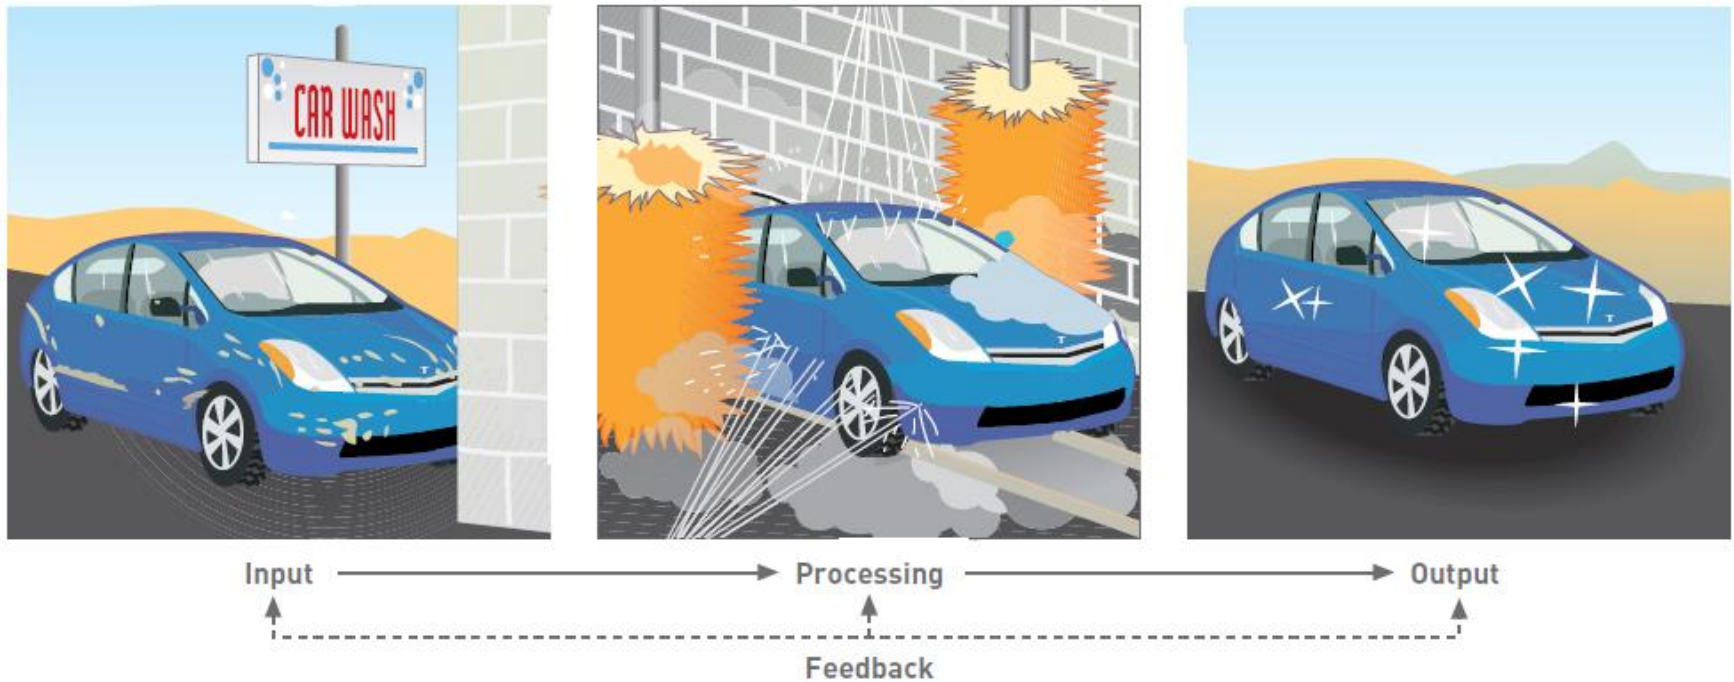 CAR WASH
T
T
T
Input
Processing
Output
Feedback